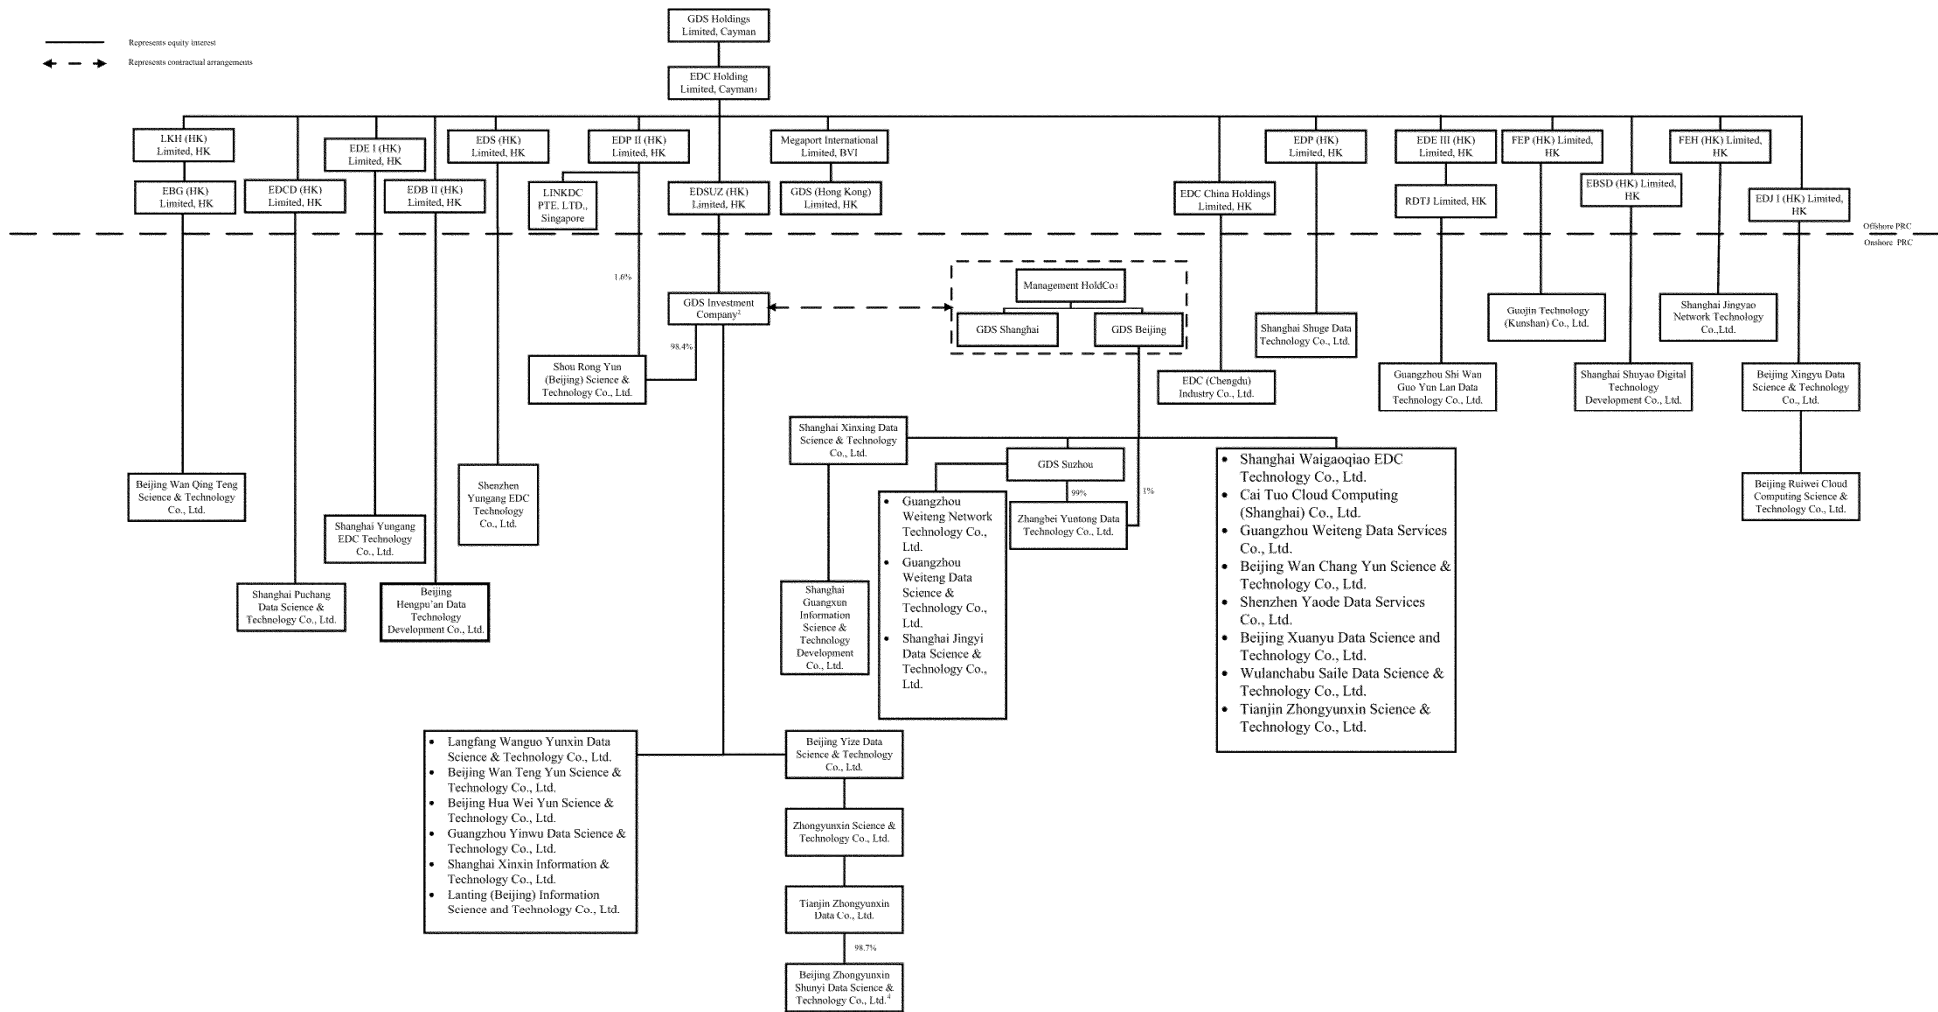 GDS Holdings
Limited, Cayman
Represents equity interest
Represents contractual arrangements
EDC Holding
Limited, Cayman1
LKH (HK)
Limited, HK
EDE I (HK)
Limited, HK
EDS (HK)
Limited, HK
EDP II (HK)
Limited, HK
Megaport International
Limited, BVI
EDP (HK)
Limited, HK
EDE III (HK)
Limited, HK
FEP (HK) Limited,
HK
FEH (HK) Limited,
HK
EBG (HK)
Limited, HK
EDCD (HK)
Limited, HK
EDB II (HK)
Limited, HK
LINKDC
PTE. LTD.,
Singapore
EDSUZ (HK)
Limited, HK
GDS (Hong Kong)
Limited, HK
EDC China Holdings
Limited, HK
RDTJ Limited, HK
EBSD (HK) Limited,
HK
EDJ I (HK) Limited,
HK
Offshore PRC
Onshore PRC
1.6%
GDS Investment
Company2
Management HoldCo3
GDS Shanghai
GDS Beijing
Shanghai Shuge Data
Technology Co., Ltd.
Guojin Technology
(Kunshan) Co., Ltd.
Shanghai Jingyao
Network Technology
Co.,Ltd.
98.4%
Shou Rong Yun
(Beijing) Science &
Technology Co., Ltd.
EDC (Chengdu)
Industry Co., Ltd.
Guangzhou Shi Wan
Guo Yun Lan Data
Technology Co., Ltd.
Shanghai Shuyao Digital
Technology
Development Co., Ltd.
Beijing Xingyu Data
Science & Technology
Co., Ltd.
Beijing Wan Qing Teng
Science & Technology
Co., Ltd.
Shanghai Yungang
EDC Technology
Co., Ltd.
Shenzhen
Yungang EDC
Technology
Co., Ltd.
Shanghai Xinxing Data
Science & Technology
Co., Ltd.
GDS Suzhou
99%
1%
Zhangbei Yuntong Data
Technology Co., Ltd.
• Guangzhou
Weiteng Network
Technology Co.,
Ltd.
• Guangzhou
Weiteng Data
Science &
Technology Co.,
Ltd.
• Shanghai Jingyi
Data Science &
Technology Co.,
Ltd.
• Shanghai Waigaoqiao EDC
Technology Co., Ltd.
• Cai Tuo Cloud Computing
(Shanghai) Co., Ltd.
• Guangzhou Weiteng Data Services
Co., Ltd.
• Beijing Wan Chang Yun Science &
Technology Co., Ltd.
• Shenzhen Yaode Data Services
Co., Ltd.
• Beijing Xuanyu Data Science and
Technology Co., Ltd.
• Wulanchabu Saile Data Science &
Technology Co., Ltd.
• Tianjin Zhongyunxin Science &
Technology Co., Ltd.
Beijing Ruiwei Cloud
Computing Science &
Technology Co., Ltd.
Shanghai Puchang
Data Science &
Technology Co., Ltd.
Beijing
Hengpu'an Data
Technology
Development Co., Ltd.
Shanghai
Guangxun
Information
Science &
Technology
Development
Co., Ltd.
• Langfang Wanguo Yunxin Data
Science & Technology Co., Ltd.
• Beijing Wan Teng Yun Science &
Technology Co., Ltd.
• Beijing Hua Wei Yun Science &
Technology Co., Ltd.
• Guangzhou Yinwu Data Science &
Technology Co., Ltd.
• Shanghai Xinxin Information &
Technology Co., Ltd.
• Lanting (Beijing) Information
Science and Technology Co., Ltd.
Beijing Yize Data
Science & Technology
Co., Ltd.
Zhongyunxin Science &
Technology Co., Ltd.
Tianjin Zhongyunxin
Data Co., Ltd.
98.7%
Beijing Zhongyunxin
Shunyi Data Science &
Technology Co., Ltd.4